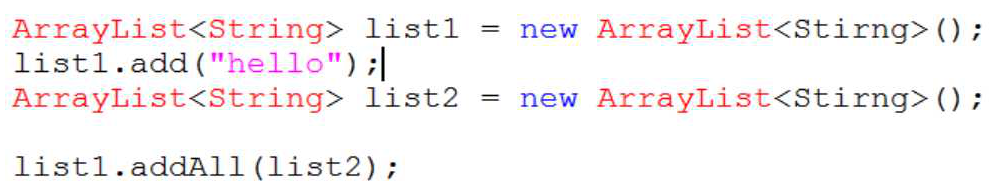 ArrayList<String> list1 = new ArrayList<Stirng>();
list1.add("hello");
ArrayList<String> list2 = new ArrayList<Stirng>();
list1.addAll(list2);